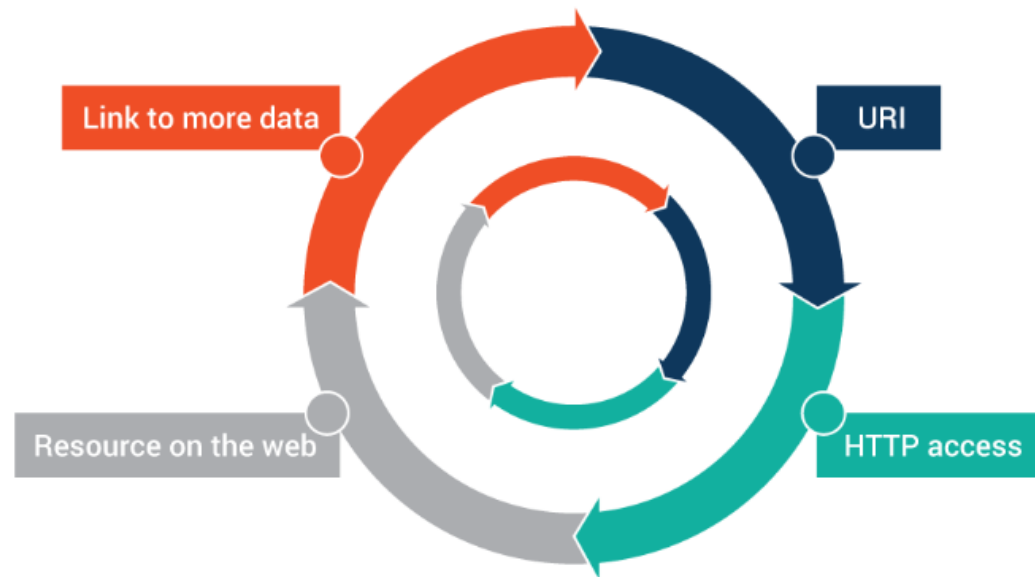 Link to more data
URI
Resource on the web
HTTP access